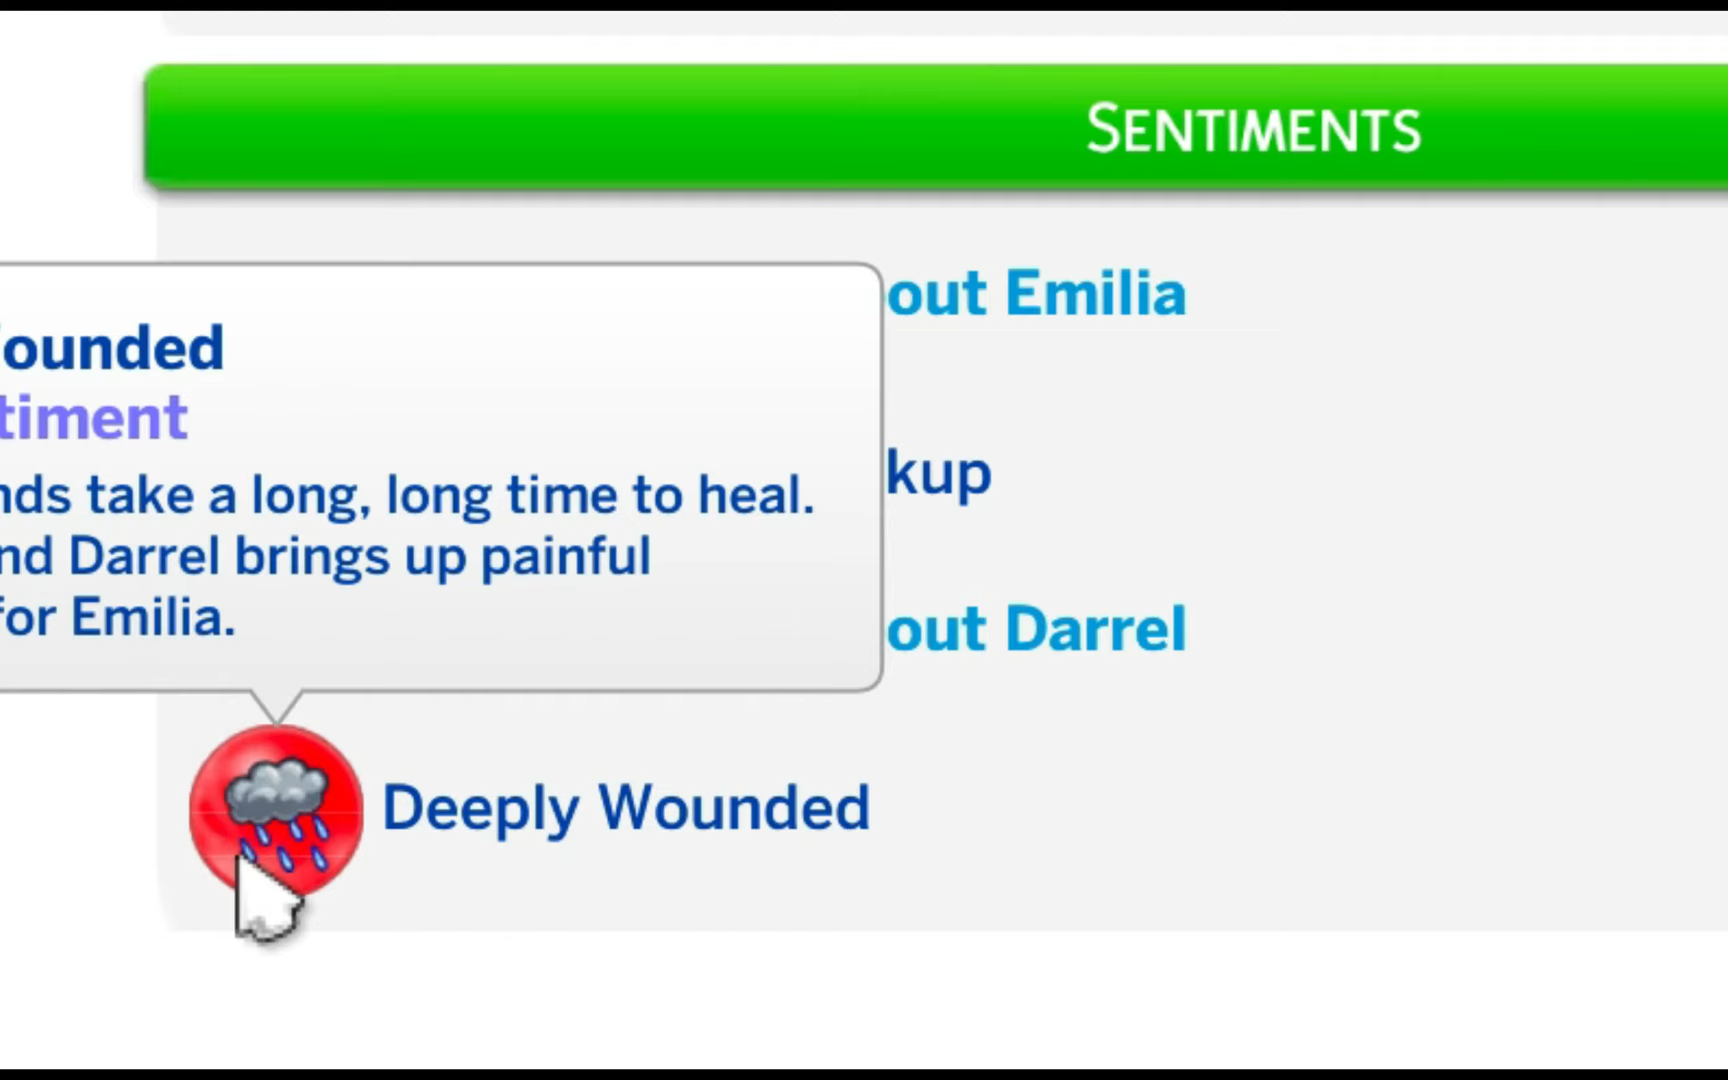 SENTIMENTS
out Emilia
ounded
timent
kup
nds take a long, long time to heal.
nd Darrel brings up painful
for Emilia.
out Darrel
Deeply Wounded